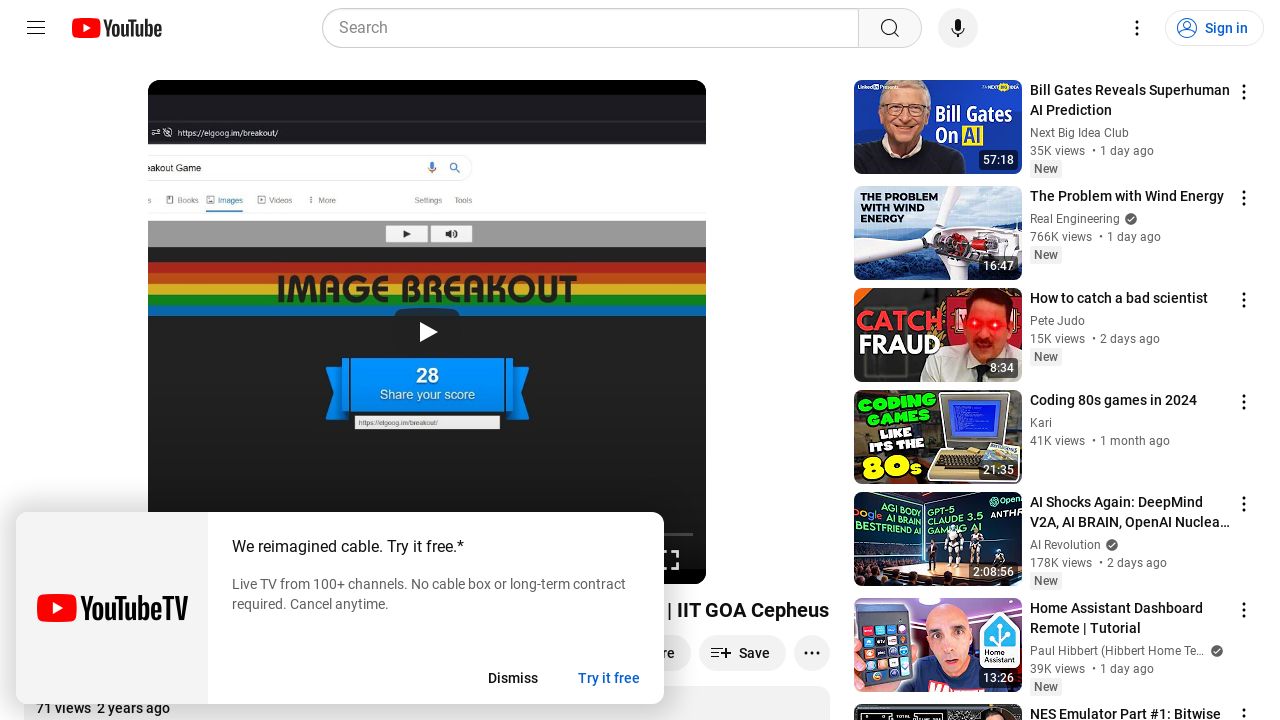 YouTube
Search
Sign in
https://elgoog.im/breakout/
eakout Game
Books
Images
Videos
More
Settings
Tools
IMAGE BREAKOUT
28
Share your score
https://elgoog.im/breakout/
| IIT GOA Cepheus
re
Save
71 views 2 years ago
YouTubeTV
We reimagined cable. Try it free.*
Live TV from 100+ channels. No cable box or long-term contract
required. Cancel anytime.
Dismiss
Try it free
LinkedIn Presents
Bill Gates
On AI
57:18
Bill Gates Reveals Superhuman
AI Prediction
Next Big Idea Club
35K views • 1 day ago
New
THE PROBLEM
WITH WIND
ENERGY
16:47
The Problem with Wind Energy
Real Engineering
766K views • 1 day ago
New
CATCH
FRAUD
8:34
How to catch a bad scientist
Pete Judo
15K views • 2 days ago
New
CODING
GAMES
LIKE
ITS THE
80s
21:35
Coding 80s games in 2024
Kari
41K views • 1 month ago
AGI BODY
AI BRAIN
BESTFRIEND AI
GPT-5
CLAUDE 3.5
GAMING AI
2:08:56
AI Shocks Again: DeepMind
V2A, AI BRAIN, OpenAI Nuclea...
AI Revolution
178K views • 2 days ago
New
Home
Assistant
13:26
Home Assistant Dashboard
Remote | Tutorial
Paul Hibbert (Hibbert Home Te...
39K views • 1 day ago
New
NES Emulator Part #1: Bitwise